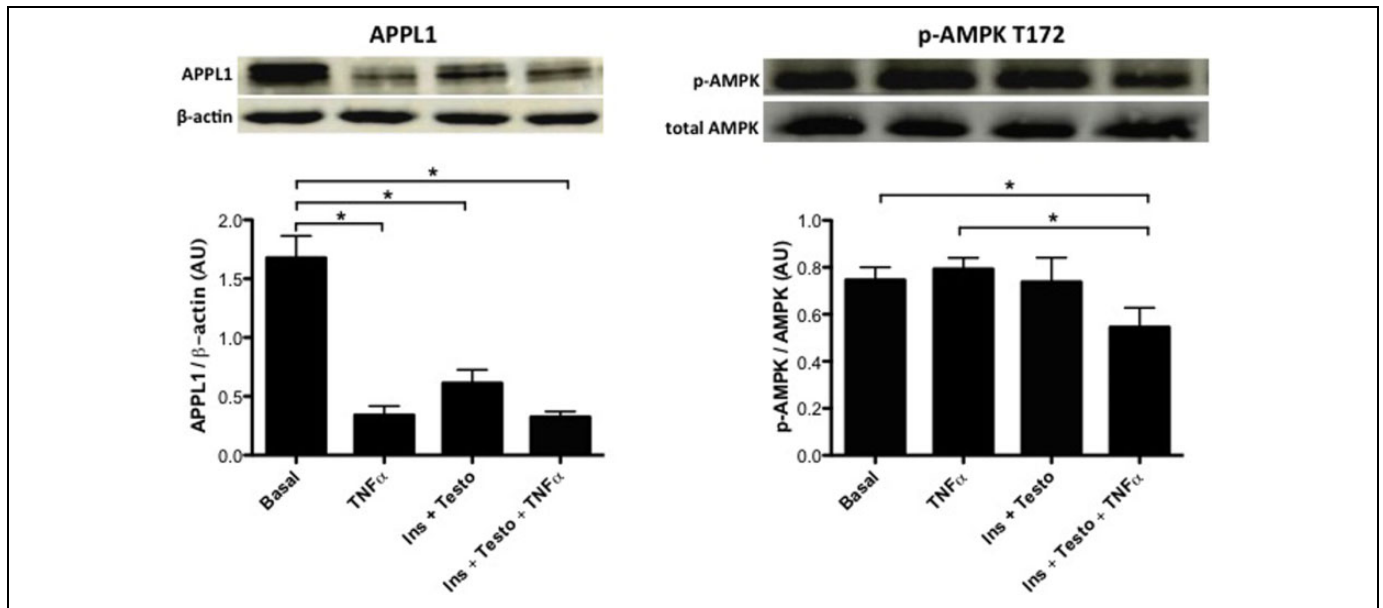 APPL1
APPL1
β-actin
*
*
*
2.0
1.5
1.0
0.5
0.0
APPL1 / β-actin (AU)
Basal
TNFα
Ins + Testo
Ins + Testo + TNFα
p-AMPK T172
p-AMPK
total AMPK
*
*
1.0
0.8
0.6
0.4
0.2
0.0
p-AMPK / AMPK (AU)
Basal
TNFα
Ins + Testo
Ins + Testo + TNFα